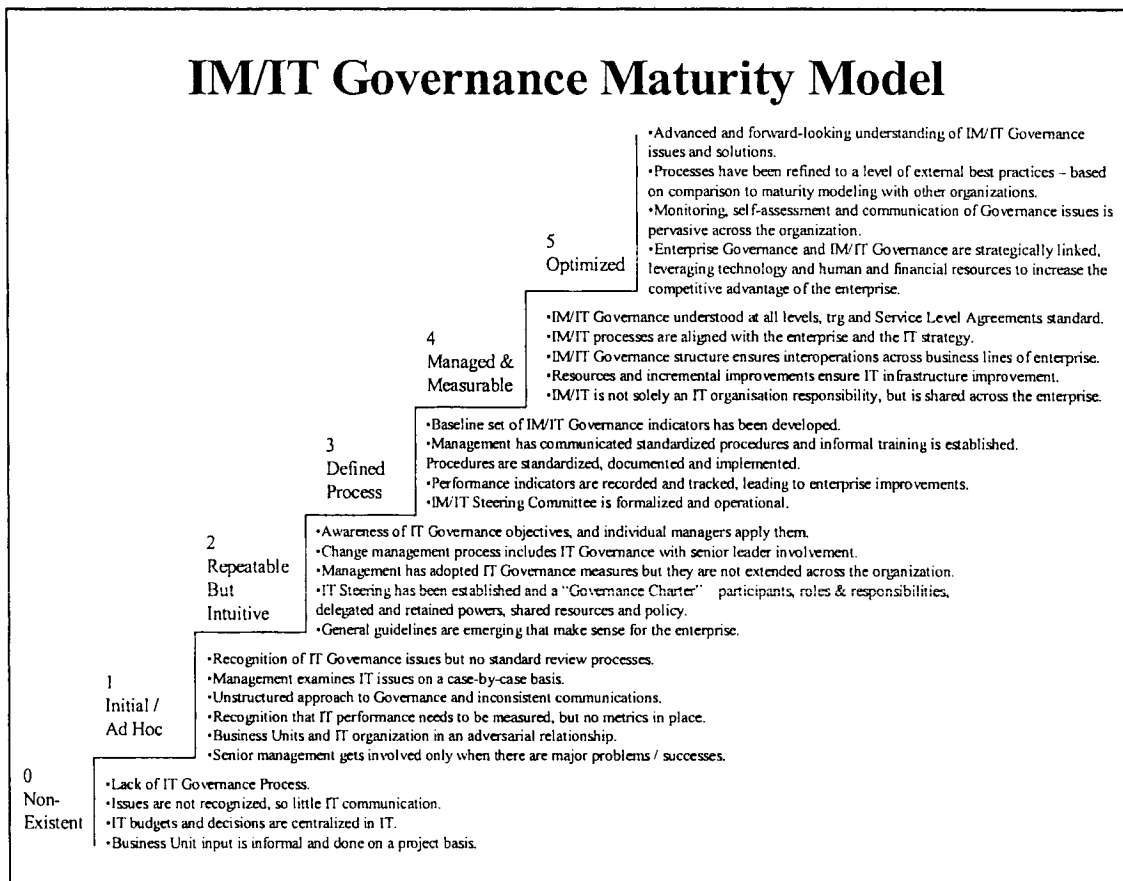 IM/IT Governance Maturity Model
•Advanced and forward-looking understanding of IM/IT Governance
issues and solutions.
•Processes have been refined to a level of external best practices – based
on comparison to maturity modeling with other organizations.
•Monitoring, self-assessment and communication of Governance issues is
pervasive across the organization.
•Enterprise Governance and IM/IT Governance are strategically linked,
leveraging technology and human and financial resources to increase the
competitive advantage of the enterprise.
5
Optimized
•IM/IT Governance understood at all levels, trg and Service Level Agreements standard.
•IM/IT processes are aligned with the enterprise and the IT strategy.
•IM/IT Governance structure ensures interoperations across business lines of enterprise.
•Resources and incremental improvements ensure IT infrastructure improvement.
•IM/IT is not solely an IT organisation responsibility, but is shared across the enterprise.
4
Managed &
Measurable
•Baseline set of IM/IT Governance indicators has been developed.
•Management has communicated standardized procedures and informal training is established.
Procedures are standardized, documented and implemented.
•Performance indicators are recorded and tracked, leading to enterprise improvements.
•IM/IT Steering Committee is formalized and operational.
3
Defined
Process
•Awareness of IT Governance objectives, and individual managers apply them.
•Change management process includes IT Governance with senior leader involvement.
•Management has adopted IT Governance measures but they are not extended across the organization.
•IT Steering has been established and a "Governance Charter" participants, roles & responsibilities,
delegated and retained powers, shared resources and policy.
•General guidelines are emerging that make sense for the enterprise.
2
Repeatable
But
Intuitive
•Recognition of IT Governance issues but no standard review processes.
•Management examines IT issues on a case-by-case basis.
•Unstructured approach to Governance and inconsistent communications.
•Recognition that IT performance needs to be measured, but no metrics in place.
•Business Units and IT organization in an adversarial relationship.
•Senior management gets involved only when there are major problems / successes.
1
Initial /
Ad Hoc
•Lack of IT Governance Process.
•Issues are not recognized, so little IT communication.
•IT budgets and decisions are centralized in IT.
•Business Unit input is informal and done on a project basis.
0
Non-
Existent